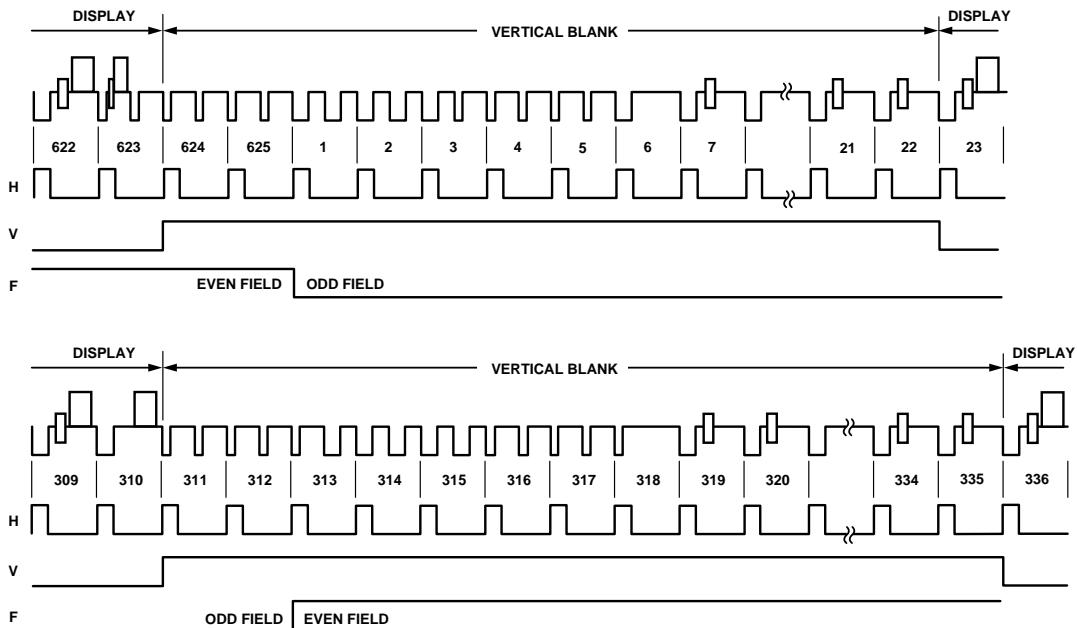 DISPLAY DISPLAY
VERTICAL BLANK
622 623 624 625 1 2 3 4 5 6 7 21 22 23
H
V
EVEN FIELD ODD FIELD
F
DISPLAY DISPLAY
VERTICAL BLANK
309 310 311 312 313 314 315 316 317 318 319 320 334 335 336
H
V
F ODD FIELD EVEN FIELD